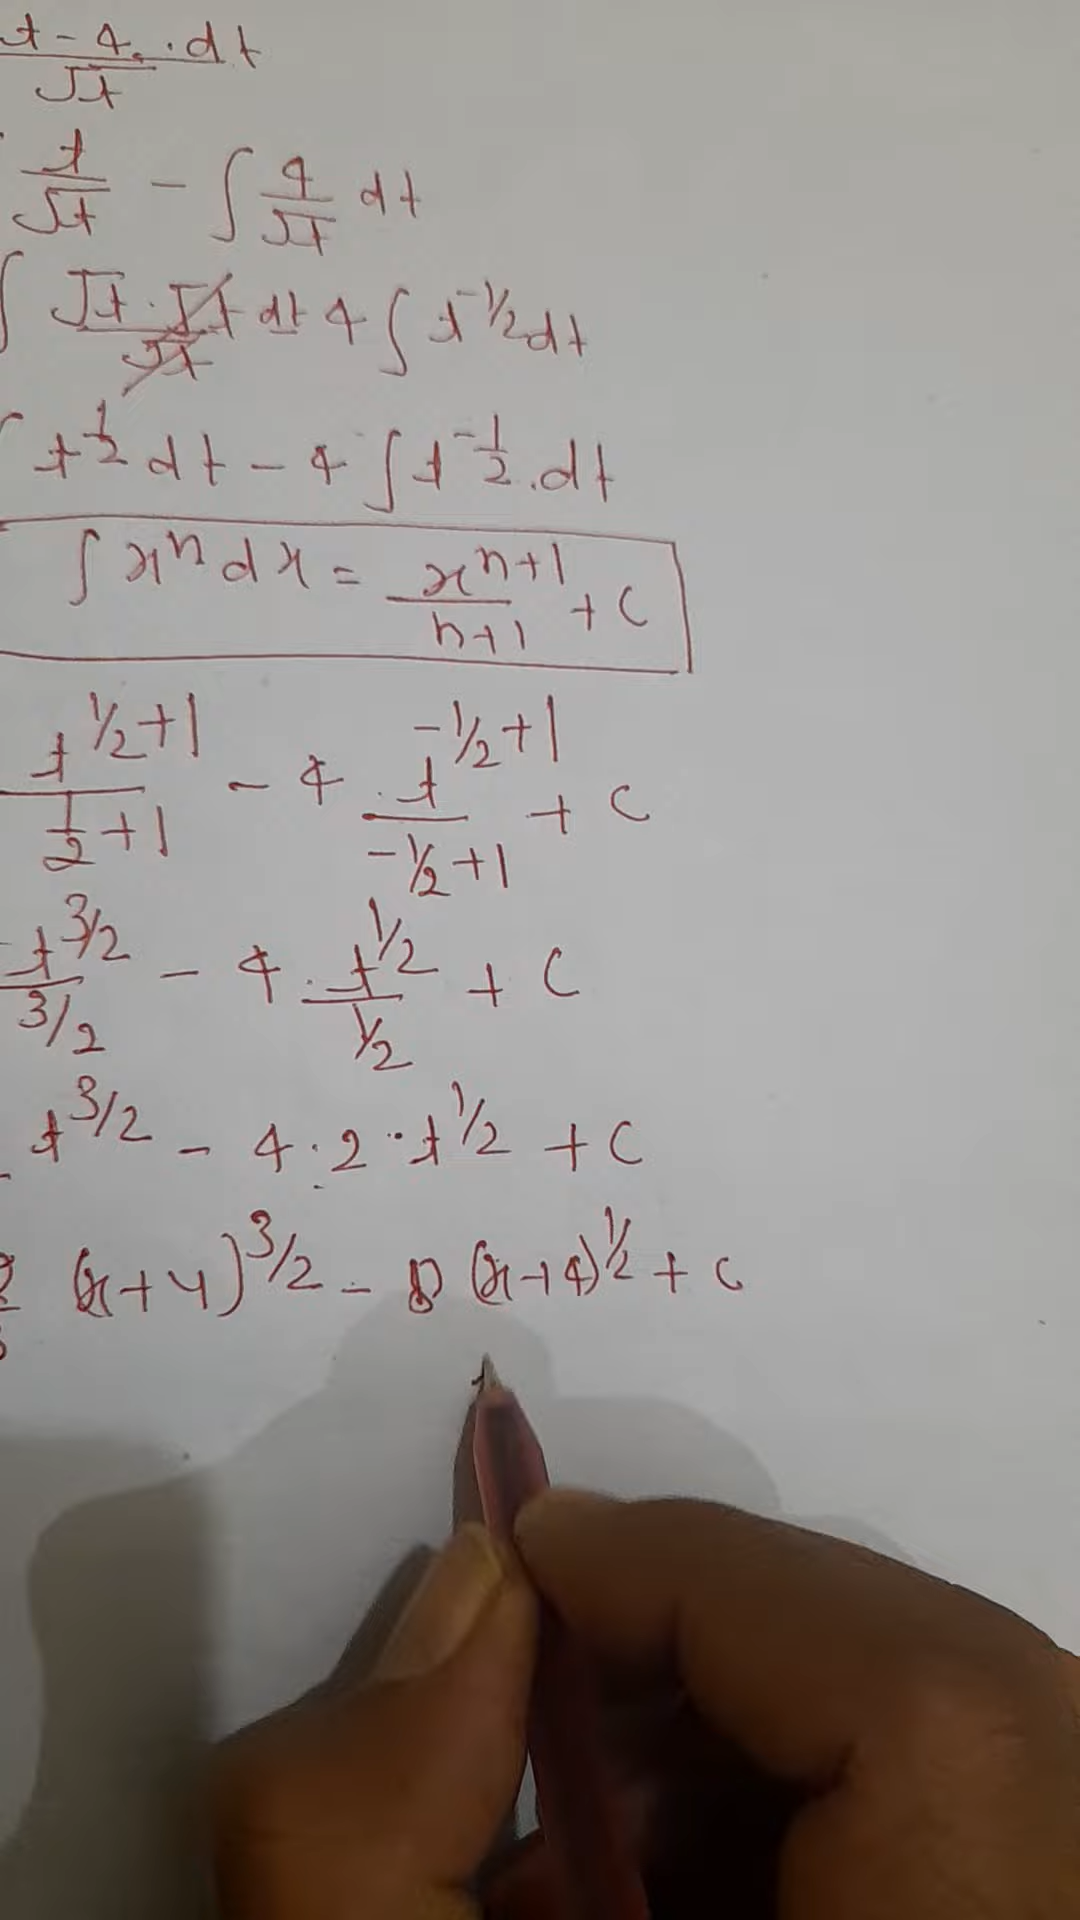 t - 4 . dt
√t
t/√t - ∫ 4/√t dt
∫ √t . √t/√t dt 4 ∫ t^-1/2 dt
∫ t^1/2 dt - 4 ∫ t^-1/2 . dt
∫ x^n dx = x^n+1/n+1 + C
t^1/2+1/1/2+1 - 4 . t^-1/2+1/-1/2+1 + C
t^3/2/3/2 - 4 . t^1/2/1/2 + C
t^3/2 - 4 . 2 . t^1/2 + C
(x+4)^3/2 - 8 (x+4)^1/2 + C